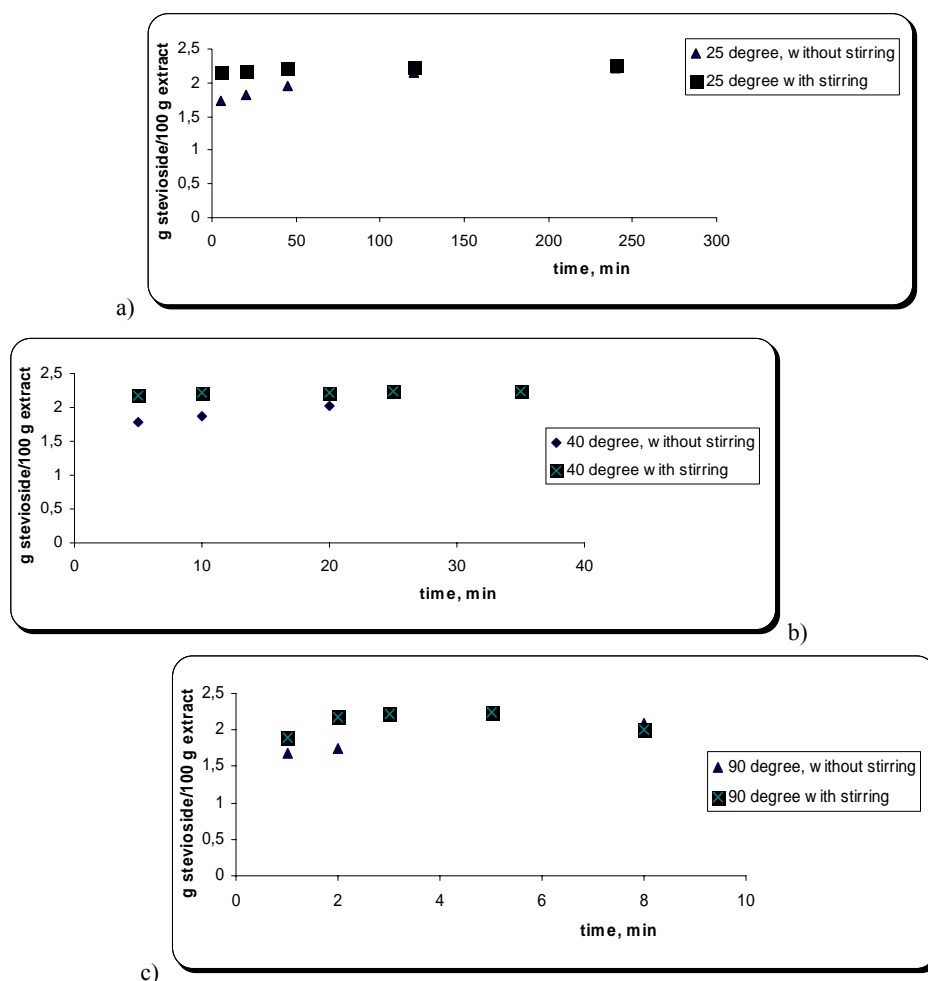 g stevioside/100 g extract
2,5
2
1,5
1
0,5
0
0 50 100 150 200 250 300
time, min
25 degree, without stirring
25 degree with stirring
a)
g stevioside/100 g extract
2,5
2
1,5
1
0,5
0
0 10 20 30 40
time, min
40 degree, without stirring
40 degree with stirring
b)
g stevioside/100 g extract
2,5
2
1,5
1
0,5
0
0 2 4 6 8 10
time, min
90 degree, without stirring
90 degree with stirring
c)